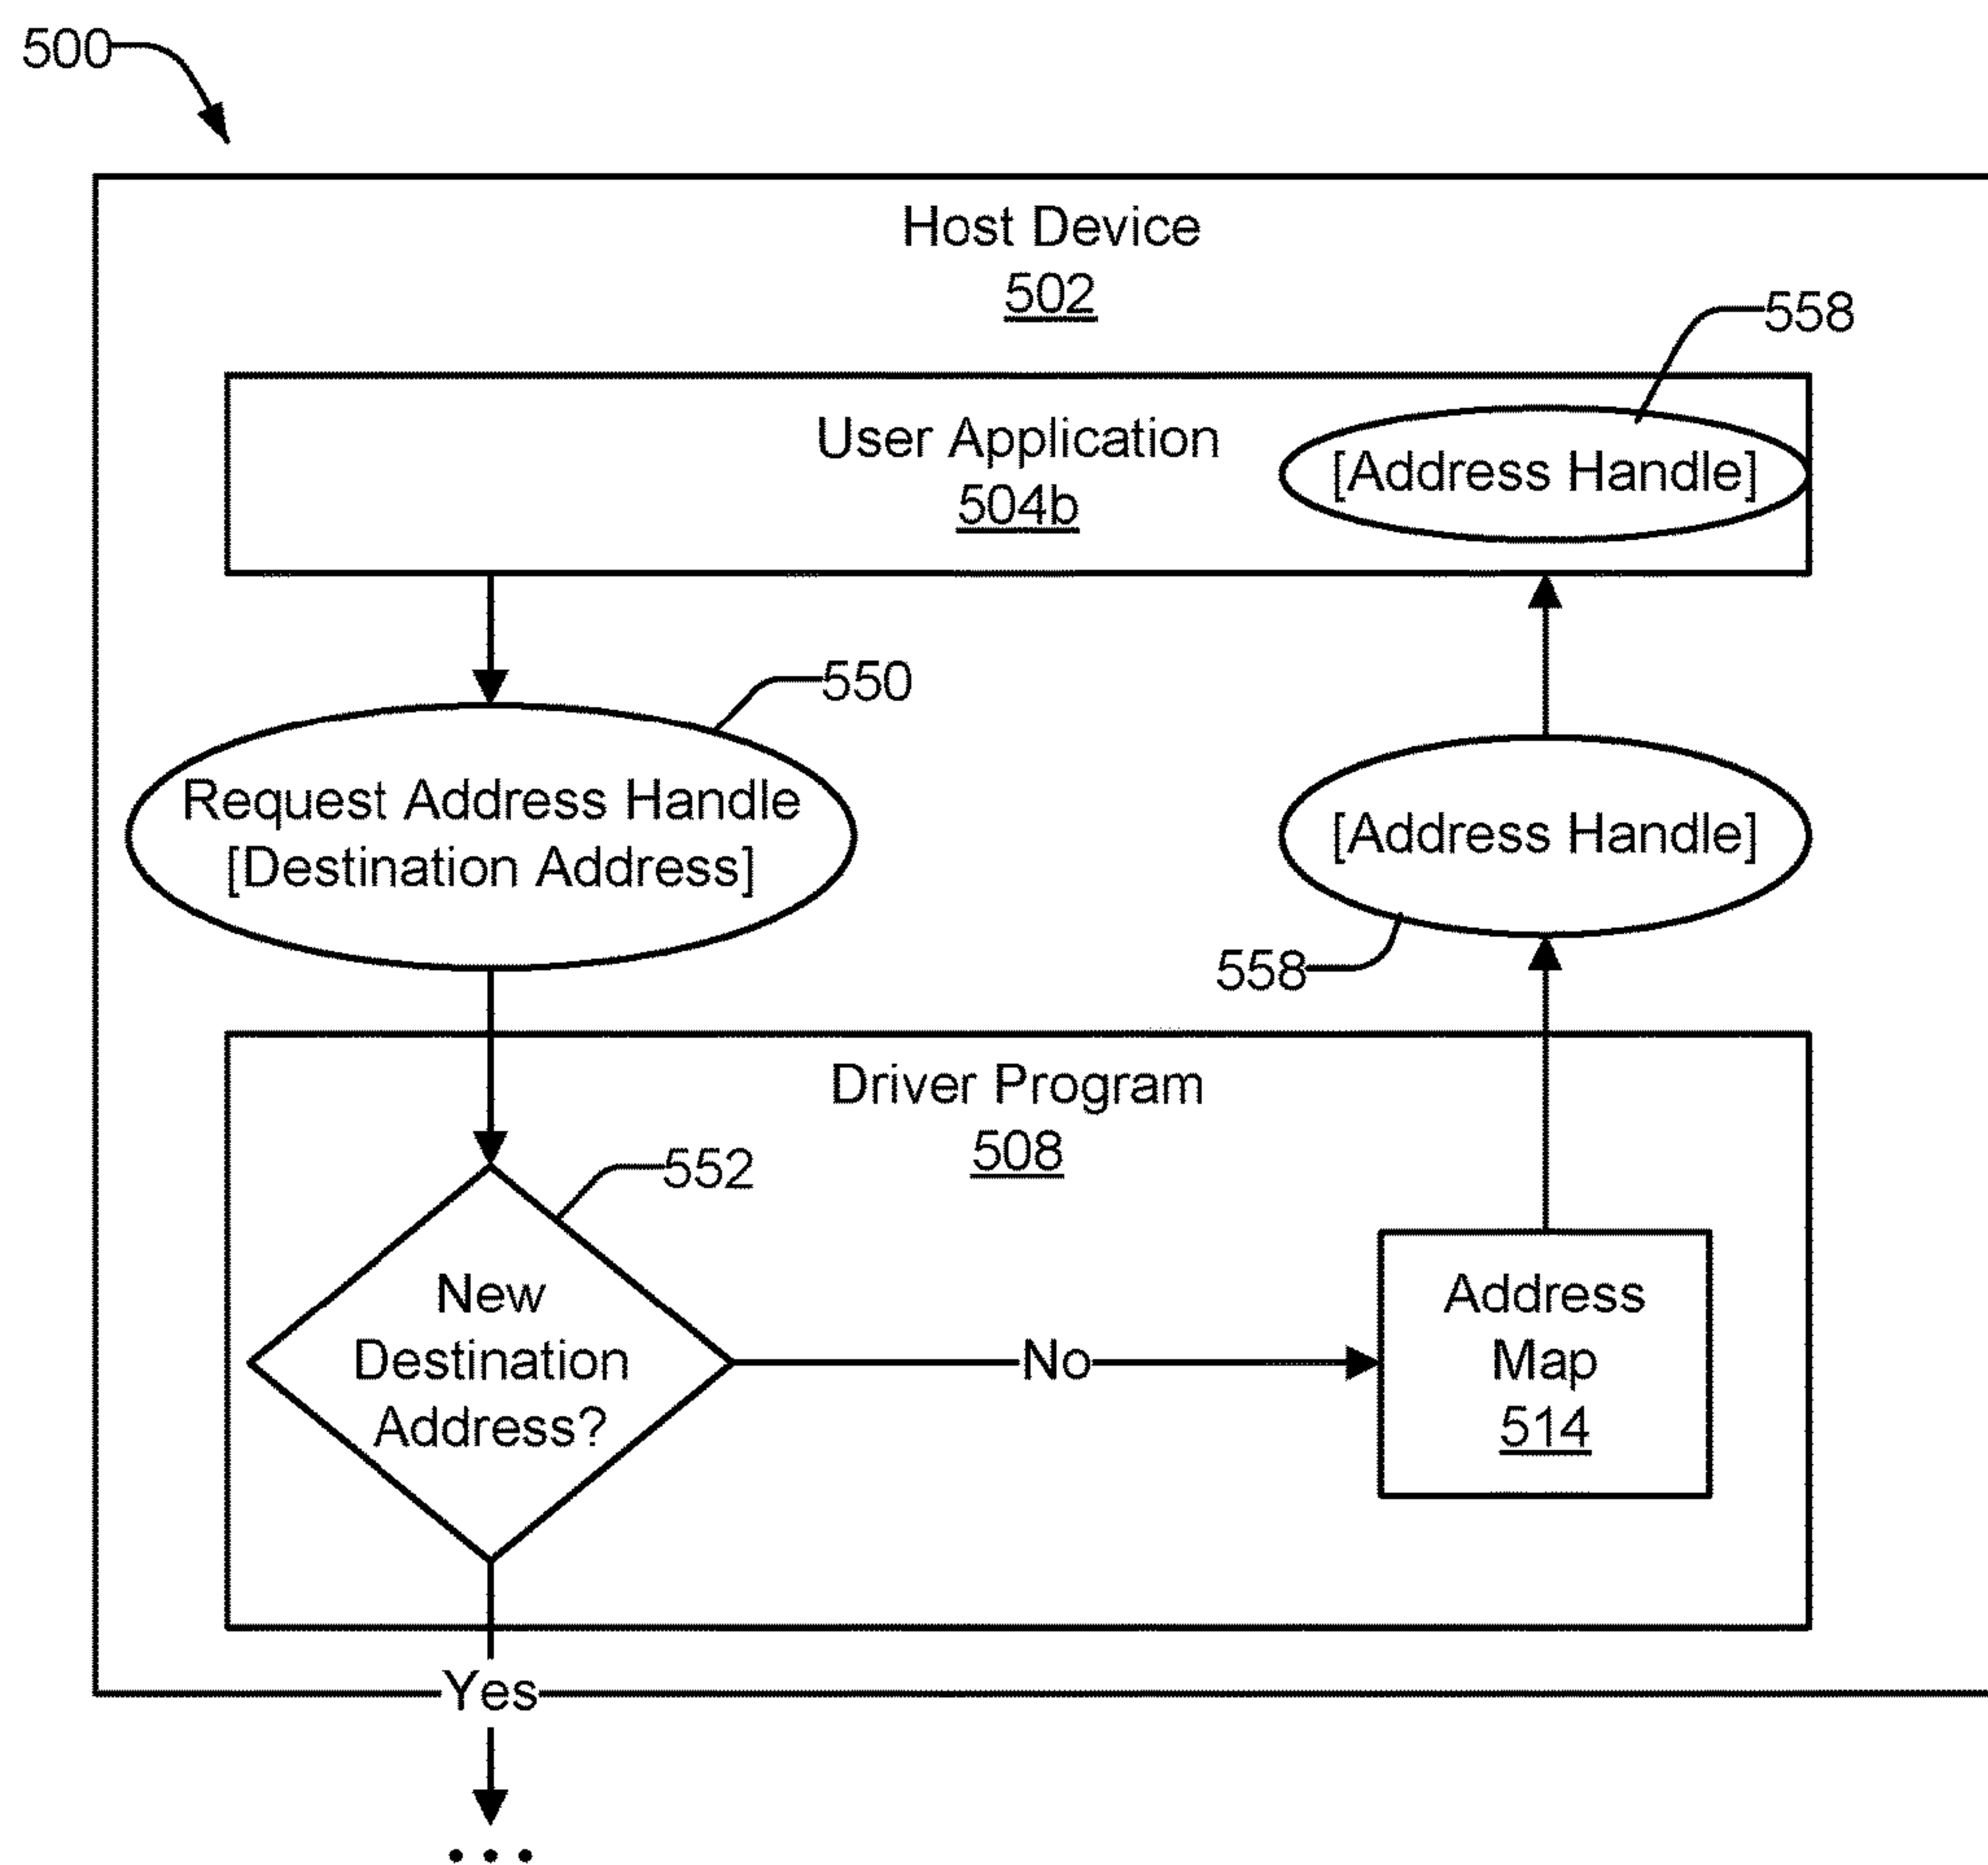 500
Host Device
502
558
User Application
504b
[Address Handle]
550
Request Address Handle
[Destination Address]
[Address Handle]
558
Driver Program
508
552
New
Destination
Address?
No
Address
Map
514
Yes
...